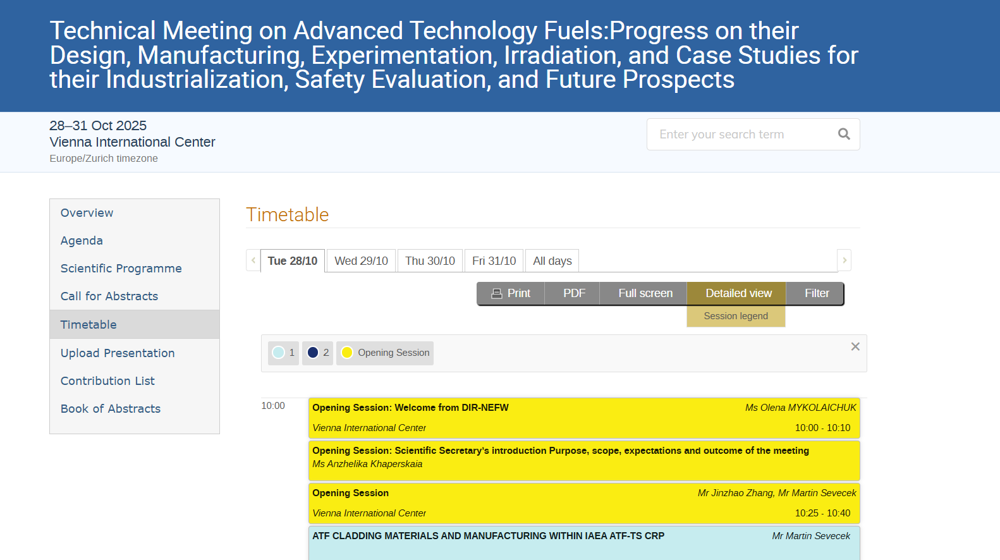 Technical Meeting on Advanced Technology Fuels:Progress on their
Design, Manufacturing, Experimentation, Irradiation, and Case Studies for
their Industrialization, Safety Evaluation, and Future Prospects
28–31 Oct 2025
Vienna International Center
Europe/Zurich timezone
Enter your search term
Overview
Agenda
Scientific Programme
Call for Abstracts
Timetable
Upload Presentation
Contribution List
Book of Abstracts
Timetable
Tue 28/10 Wed 29/10 Thu 30/10 Fri 31/10 All days
Print PDF Full screen Detailed view Filter
Session legend
1 2 Opening Session
10:00
Opening Session: Welcome from DIR-NEFW Ms Olena MYKOLAICHUK
Vienna International Center 10:00 - 10:10
Opening Session: Scientific Secretary’s introduction Purpose, scope, expectations and outcome of the meeting
Ms Anzhelika Khaperskaia
Opening Session Mr Jinzhao Zhang, Mr Martin Sevecek
Vienna International Center 10:25 - 10:40
ATF CLADDING MATERIALS AND MANUFACTURING WITHIN IAEA ATF-TS CRP Mr Martin Sevecek